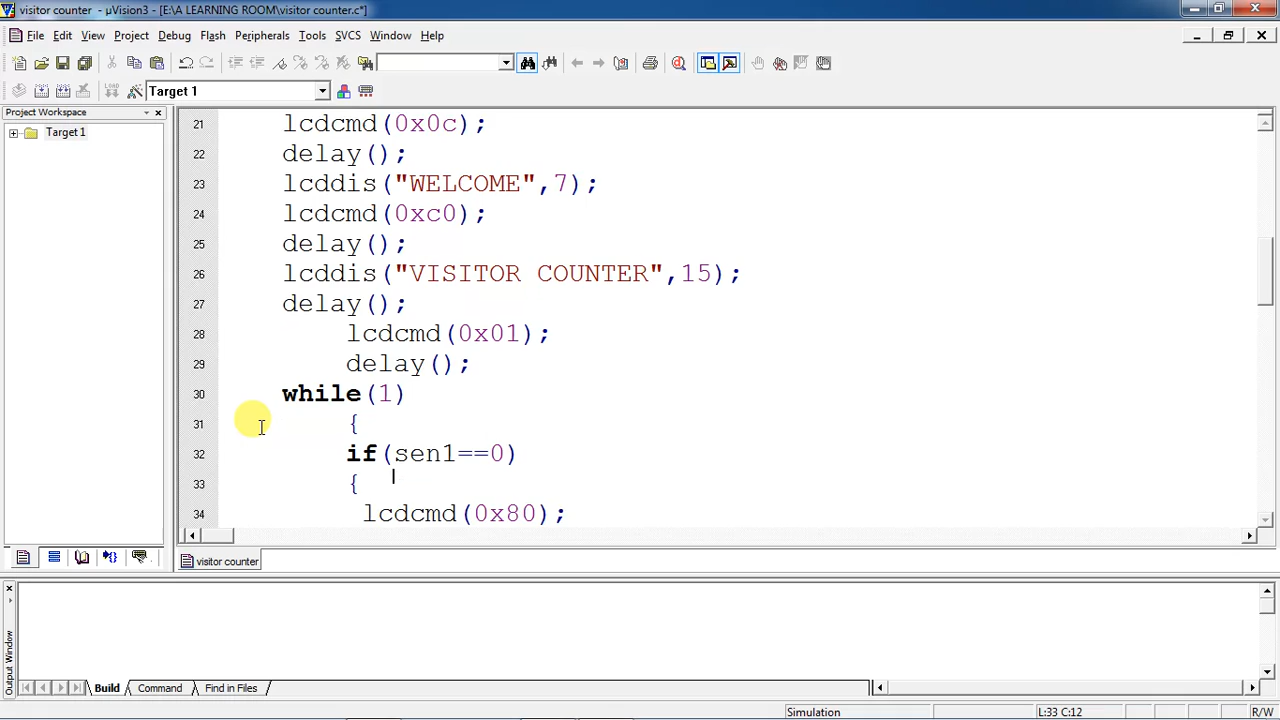 visitor counter - µVision3 - [E:\A LEARNING ROOM\visitor counter.c*]
File Edit View Project Debug Flash Peripherals Tools SVCS Window Help
LOAD Target 1
Project Workspace
Target 1
21 lcdcmd(0x0c);
22 delay();
23 lcddis("WELCOME",7);
24 lcdcmd(0xc0);
25 delay();
26 lcddis("VISITOR COUNTER",15);
27 delay();
28 lcdcmd(0x01);
29 delay();
30 while(1)
31 {
32 if(sen1==0)
33 {
34 lcdcmd(0x80);
visitor counter
Output Window
Build Command Find in Files
Simulation L:33 C:12 R/W